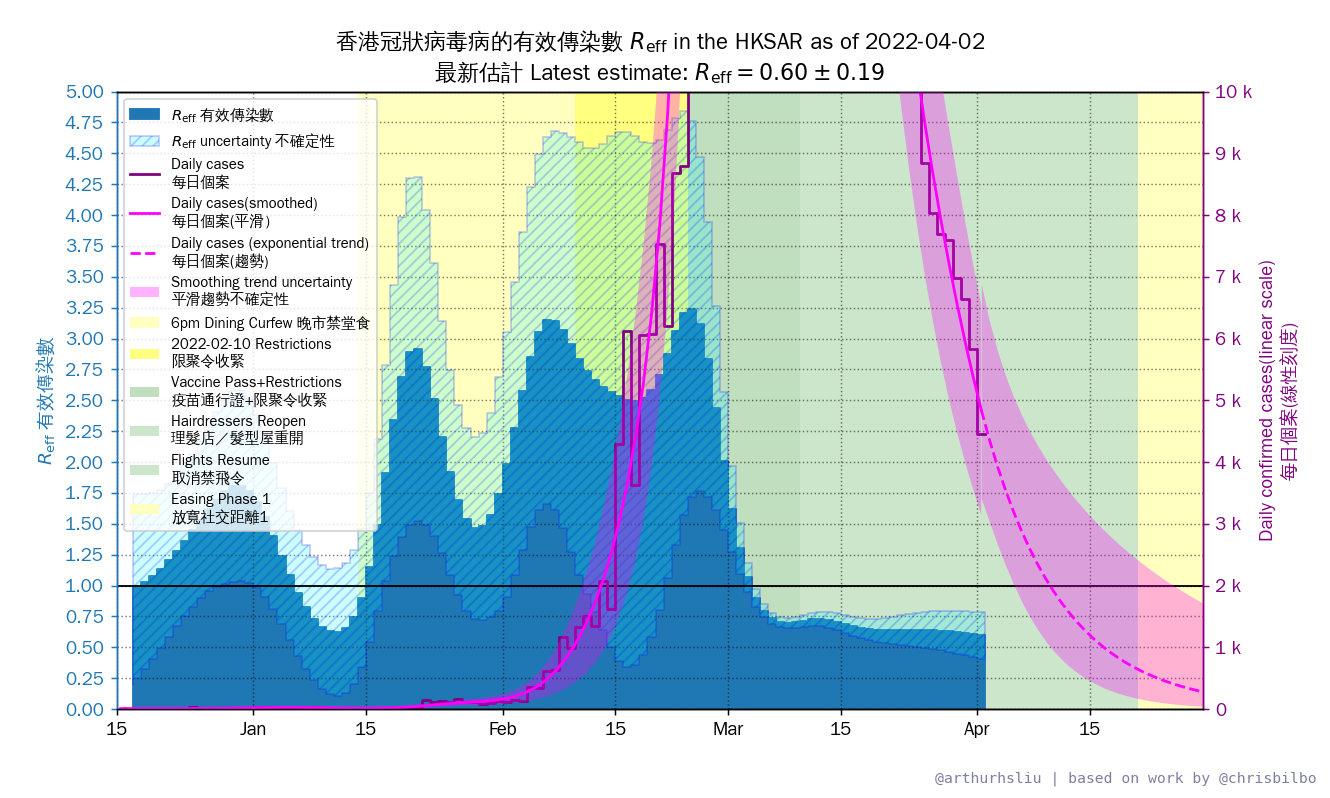 香港冠狀病毒病的有效傳染數 Reff in the HKSAR as of 2022-04-02
最新估計 Latest estimate: Reff = 0.60 ± 0.19
5.00
4.75
4.50
4.25
4.00
3.75
3.50
3.25
3.00
2.75
2.50
2.25
2.00
1.75
1.50
1.25
1.00
0.75
0.50
0.25
0.00
Reff 有效傳染數
Reff 有效傳染數
Reff uncertainty 不確定性
Daily cases
每日個案
Daily cases(smoothed)
每日個案(平滑）
Daily cases (exponential trend)
每日個案(趨勢)
Smoothing trend uncertainty
平滑趨勢不確定性
6pm Dining Curfew 晚市禁堂食
2022-02-10 Restrictions
限聚令收緊
Vaccine Pass+Restrictions
疫苗通行證+限聚令收緊
Hairdressers Reopen
理髮店／髮型屋重開
Flights Resume
取消禁飛令
Easing Phase 1
放寬社交距離1
10 k
9 k
8 k
7 k
6 k
5 k
4 k
3 k
2 k
1 k
0
Daily confirmed cases(linear scale)
每日個案(線性刻度)
15 Jan 15 Feb 15 Mar 15 Apr 15
@arthurhsliu | based on work by @chrisbilbo